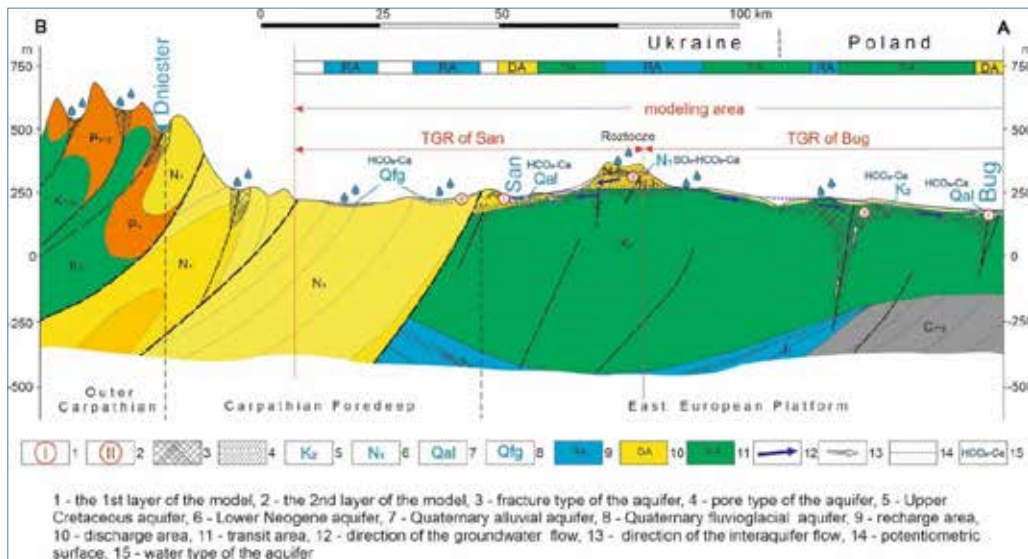 0 25 50 100 km
B A
m m
Ukraine Poland
750 RA RA DA RA RA DA 750
modeling area
500 Dniester TGR of San Roztocze TGR of Bug 500
HCO₃-Ca Qfg HCO₃-Ca Qal San N₁ SO₄-HCO₃-Ca HCO₃-Ca K₂ HCO₃-Ca Qal Bug
250 250
N₁
0 0
N₁ N₁ K₂
-250 -250
-500 -500
Outer Carpathian Carpathian Foredeep East European Platform
I 1 II 2 3 4 K₂ 5 N₁ 6 Qal 7 Qfg 8 RA 9 DA 10 11 12 13 14 HCO₃-Ca 15
1 - the 1st layer of the model, 2 - the 2nd layer of the model, 3 - fracture type of the aquifer, 4 - pore type of the aquifer, 5 - Upper
Cretaceous aquifer, 6 - Lower Neogene aquifer, 7 - Quaternary alluvial aquifer, 8 - Quaternary fluvioglacial aquifer, 9 - recharge area,
10 - discharge area, 11 - transit area, 12 - direction of the groundwater flow, 13 - direction of the interaquifer flow, 14 - potentiometric
surface, 15 - water type of the aquifer